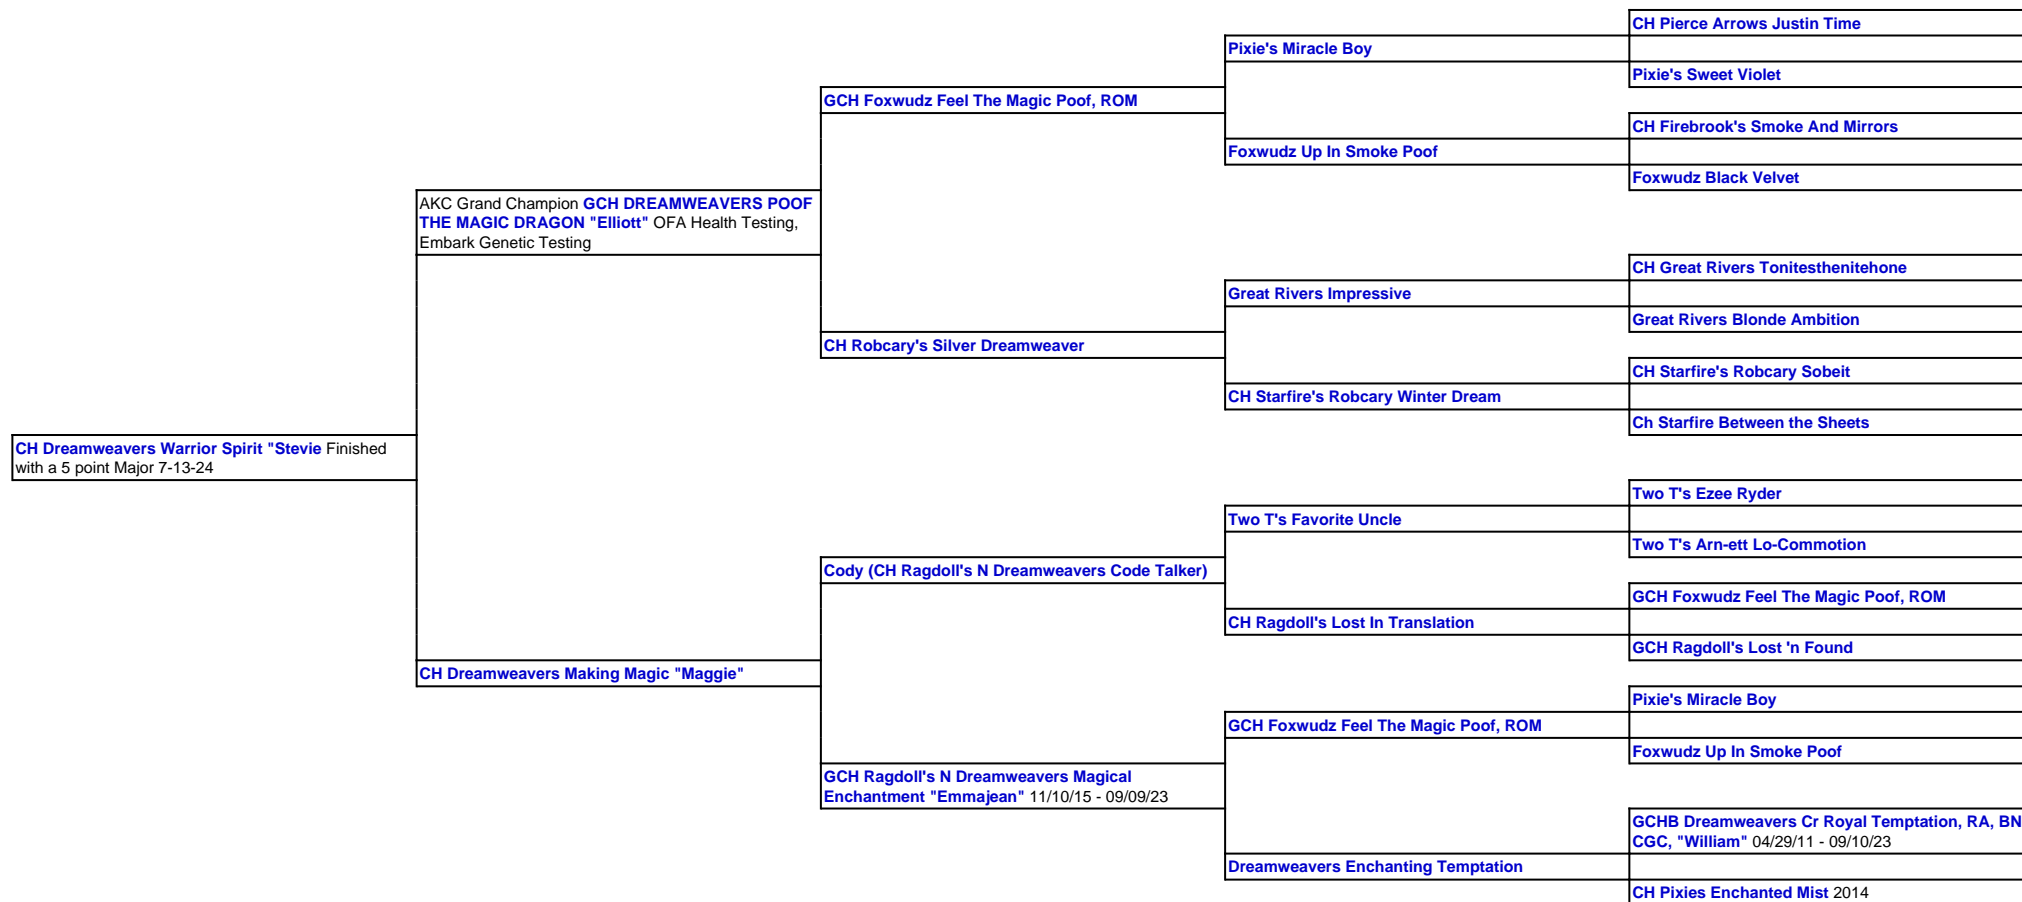 CH Pierce Arrows Justin Time
Pixie's Miracle Boy
Pixie's Sweet Violet
GCH Foxwudz Feel The Magic Poof, ROM
CH Firebrook's Smoke And Mirrors
Foxwudz Up In Smoke Poof
Foxwudz Black Velvet
AKC Grand Champion GCH DREAMWEAVERS POOF
THE MAGIC DRAGON "Elliott" OFA Health Testing,
Embark Genetic Testing
CH Great Rivers Tonitesthenitehone
Great Rivers Impressive
Great Rivers Blonde Ambition
CH Robcary's Silver Dreamweaver
CH Starfire's Robcary Sobeit
CH Starfire's Robcary Winter Dream
Ch Starfire Between the Sheets
CH Dreamweavers Warrior Spirit "Stevie Finished
with a 5 point Major 7-13-24
Two T's Ezee Ryder
Two T's Favorite Uncle
Two T's Arn-ett Lo-Commotion
Cody (CH Ragdoll's N Dreamweavers Code Talker)
GCH Foxwudz Feel The Magic Poof, ROM
CH Ragdoll's Lost In Translation
GCH Ragdoll's Lost 'n Found
CH Dreamweavers Making Magic "Maggie"
Pixie's Miracle Boy
GCH Foxwudz Feel The Magic Poof, ROM
Foxwudz Up In Smoke Poof
GCH Ragdoll's N Dreamweavers Magical
Enchantment "Emmajean" 11/10/15 - 09/09/23
GCHB Dreamweavers Cr Royal Temptation, RA, BN
CGC, "William" 04/29/11 - 09/10/23
Dreamweavers Enchanting Temptation
CH Pixies Enchanted Mist 2014